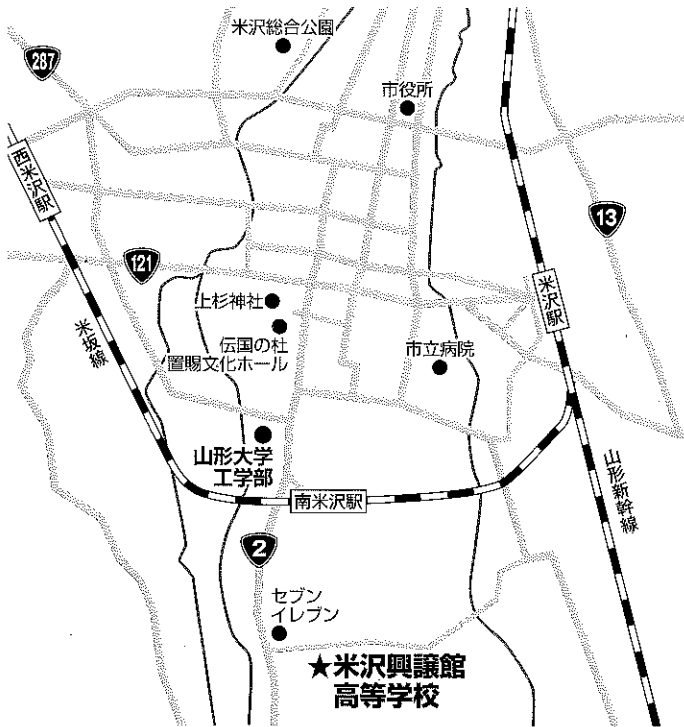 米沢総合公園
287
市役所
西米沢駅
13
121
米沢駅
上杉神社
米坂線
伝国の杜
置賜文化ホール
市立病院
山形大学
工学部
山形新幹線
南米沢駅
2
セブン
イレブン
★米沢興譲館
高等学校